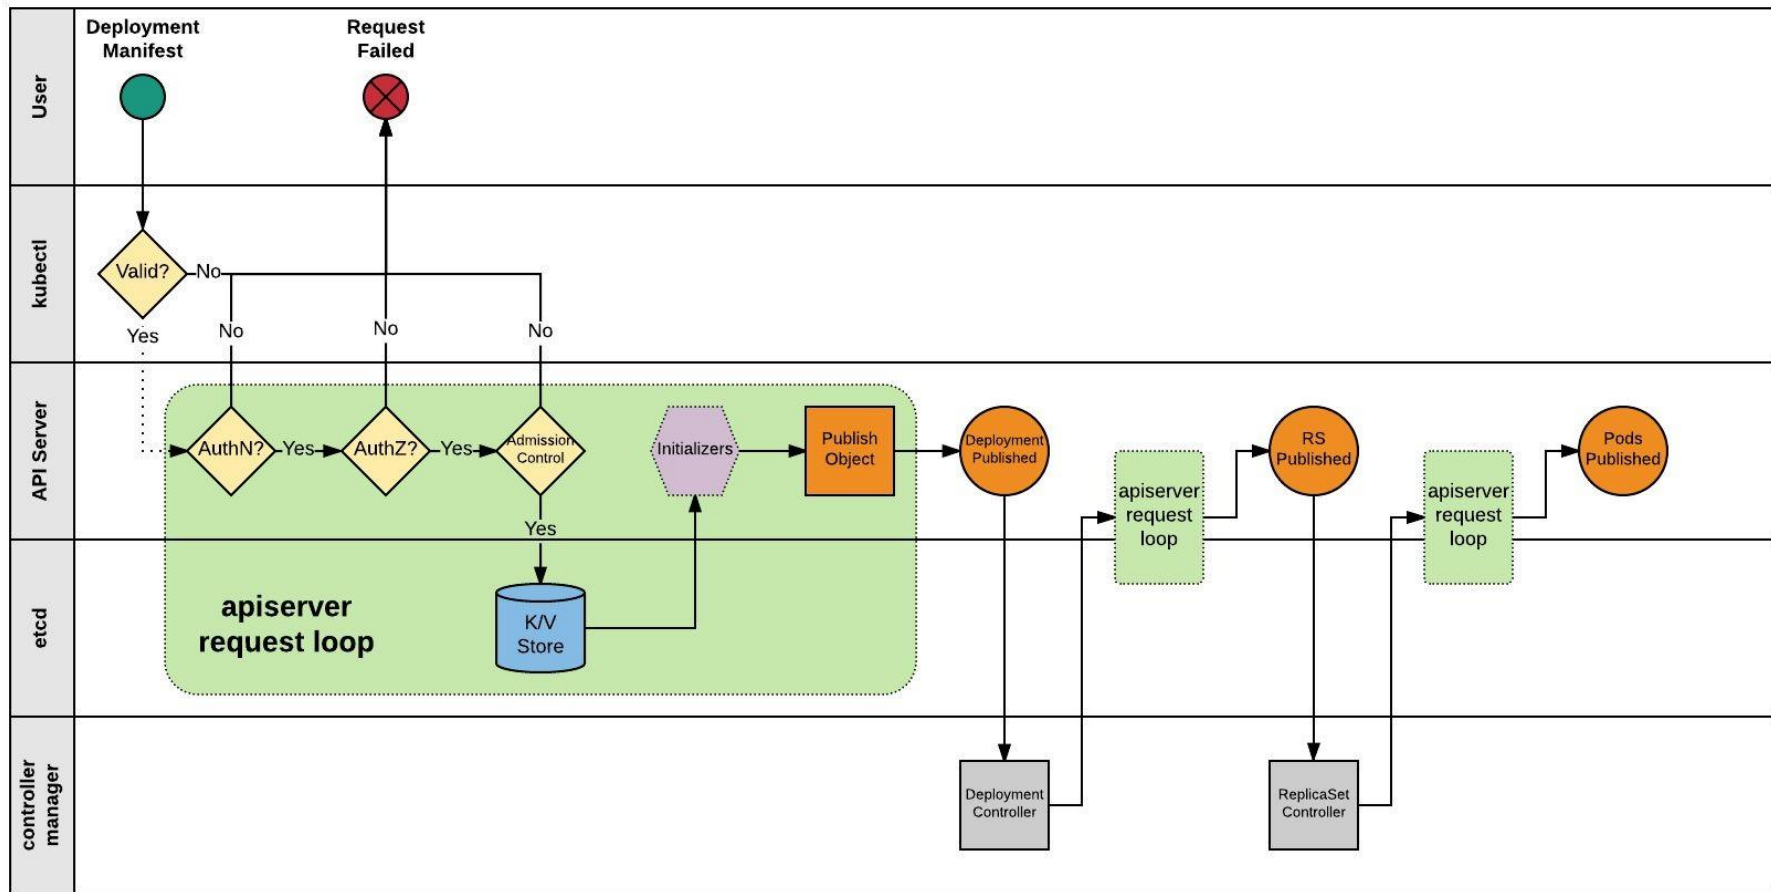 Deployment
Manifest
Request
Failed
User
kubectl
Valid?
No
Yes
No
No
No
API Server
AuthN?
Yes
AuthZ?
Yes
Admission
Control
Initializers
Publish
Object
Deployment
Published
apiserver
request
loop
RS
Published
apiserver
request
loop
Pods
Published
Yes
etcd
apiserver
request loop
K/V
Store
controller
manager
Deployment
Controller
ReplicaSet
Controller